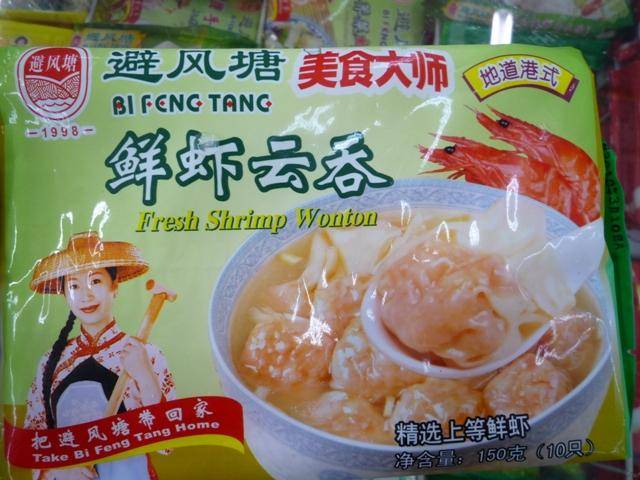 避风塘
1998
避风塘
BI FENG TANG
美食大师
地道港式
鲜虾云吞
Fresh Shrimp Wonton
把避风塘带回家
Take Bi Feng Tang Home
精选上等鲜虾
净含量：150克（10只）